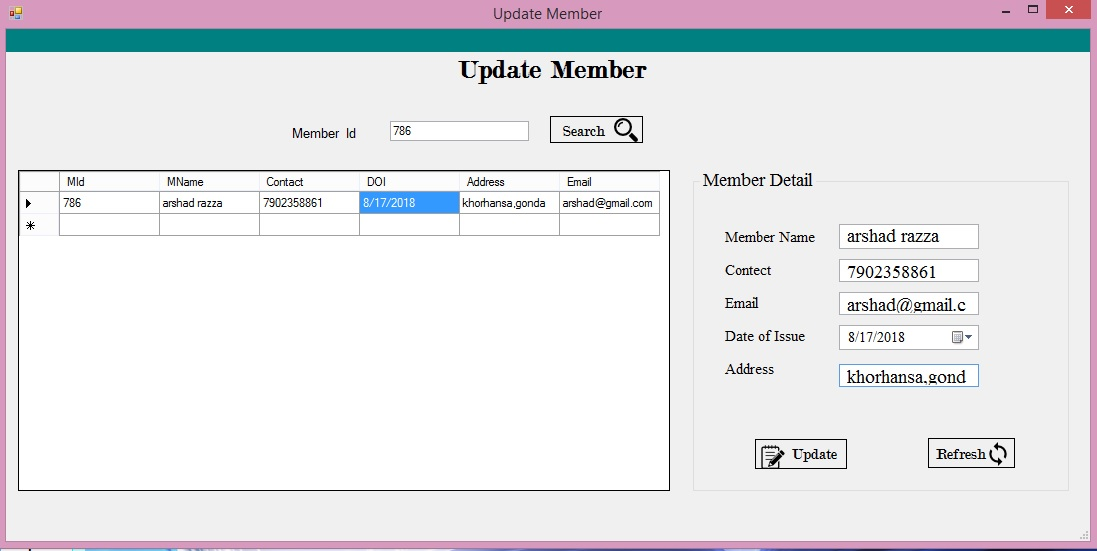 Update Member
Update Member
Member Id 786 Search
MId MName Contact DOI Address Email
786 arshad razza 7902358861 8/17/2018 khorhansa,gonda arshad@gmail.com
Member Detail
Member Name arshad razza
Contect 7902358861
Email arshad@gmail.c
Date of Issue 8/17/2018
Address khorhansa,gond
Update Refresh